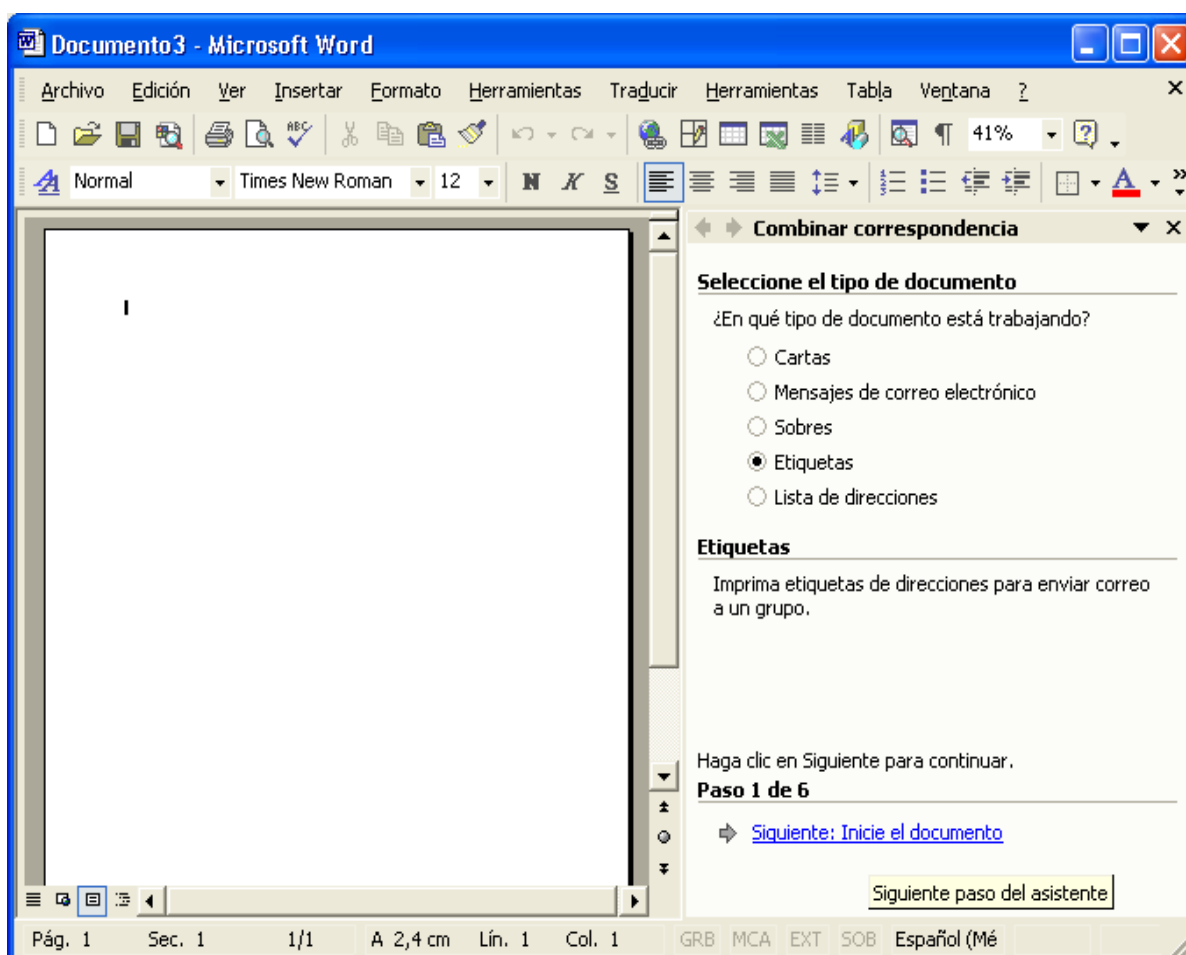 Documento3 - Microsoft Word
Archivo Edición Ver Insertar Formato Herramientas Traducir Herramientas Tabla Ventana ?
ABC 41%
Normal Times New Roman 12 N K S A
Combinar correspondencia
Seleccione el tipo de documento
¿En qué tipo de documento está trabajando?
Cartas
Mensajes de correo electrónico
Sobres
Etiquetas
Lista de direcciones
Etiquetas
Imprima etiquetas de direcciones para enviar correo
a un grupo.
Haga clic en Siguiente para continuar.
Paso 1 de 6
Siguiente: Inicie el documento
Siguiente paso del asistente
Pág. 1 Sec. 1 1/1 A 2,4 cm Lín. 1 Col. 1 GRB MCA EXT SOB Español (Mé